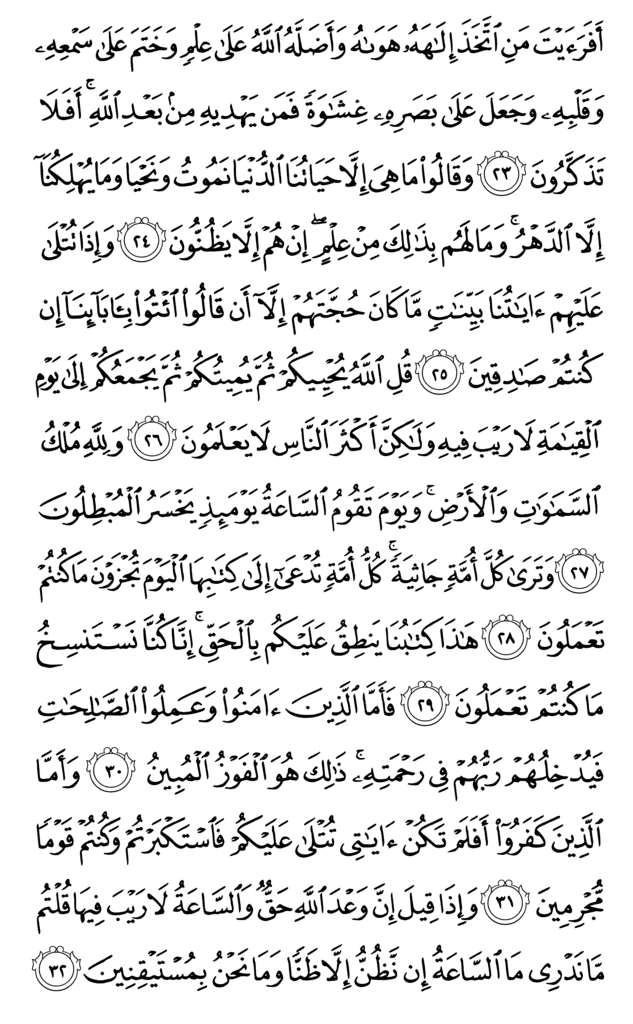 أَفَرَءَيْتَ مَنِ ٱتَّخَذَ إِلَٰهَهُۥ هَوَىٰهُ وَأَضَلَّهُ ٱللَّهُ عَلَىٰ عِلْمٍ وَخَتَمَ عَلَىٰ سَمْعِهِۦ
وَقَلْبِهِۦ وَجَعَلَ عَلَىٰ بَصَرِهِۦ غِشَٰوَةً فَمَن يَهْدِيهِ مِنۢ بَعْدِ ٱللَّهِ ۚ أَفَلَا
تَذَكَّرُونَ ٢٣ وَقَالُوا۟ مَا هِىَ إِلَّا حَيَاتُنَا ٱلدُّنْيَا نَمُوتُ وَنَحْيَا وَمَا يُهْلِكُنَآ
إِلَّا ٱلدَّهْرُ ۚ وَمَا لَهُم بِذَٰلِكَ مِنْ عِلْمٍ ۖ إِنْ هُمْ إِلَّا يَظُنُّونَ ٢٤ وَإِذَا تُتْلَىٰ
عَلَيْهِمْ ءَايَٰتُنَا بَيِّنَٰتٍ مَّا كَانَ حُجَّتَهُمْ إِلَّآ أَن قَالُوا۟ ٱئْتُوا۟ بِـَٔابَآئِنَآ إِن
كُنتُمْ صَٰدِقِينَ ٢٥ قُلِ ٱللَّهُ يُحْيِيكُمْ ثُمَّ يُمِيتُكُمْ ثُمَّ يَجْمَعُكُمْ إِلَىٰ يَوْمِ
ٱلْقِيَٰمَةِ لَا رَيْبَ فِيهِ وَلَٰكِنَّ أَكْثَرَ ٱلنَّاسِ لَا يَعْلَمُونَ ٢٦ وَلِلَّهِ مُلْكُ
ٱلسَّمَٰوَٰتِ وَٱلْأَرْضِ ۚ وَيَوْمَ تَقُومُ ٱلسَّاعَةُ يَوْمَئِذٍ يَخْسَرُ ٱلْمُبْطِلُونَ
٢٧ وَتَرَىٰ كُلَّ أُمَّةٍ جَاثِيَةً ۚ كُلُّ أُمَّةٍ تُدْعَىٰٓ إِلَىٰ كِتَٰبِهَا ٱلْيَوْمَ تُجْزَوْنَ مَا كُنتُمْ
تَعْمَلُونَ ٢٨ هَٰذَا كِتَٰبُنَا يَنطِقُ عَلَيْكُم بِٱلْحَقِّ ۚ إِنَّا كُنَّا نَسْتَنسِخُ
مَا كُنتُمْ تَعْمَلُونَ ٢٩ فَأَمَّا ٱلَّذِينَ ءَامَنُوا۟ وَعَمِلُوا۟ ٱلصَّٰلِحَٰتِ
فَيُدْخِلُهُمْ رَبُّهُمْ فِى رَحْمَتِهِۦ ۚ ذَٰلِكَ هُوَ ٱلْفَوْزُ ٱلْمُبِينُ ٣٠ وَأَمَّا
ٱلَّذِينَ كَفَرُوٓا۟ أَفَلَمْ تَكُنْ ءَايَٰتِى تُتْلَىٰ عَلَيْكُمْ فَٱسْتَكْبَرْتُمْ وَكُنتُمْ قَوْمًا
مُّجْرِمِينَ ٣١ وَإِذَا قِيلَ إِنَّ وَعْدَ ٱللَّهِ حَقٌّ وَٱلسَّاعَةُ لَا رَيْبَ فِيهَا قُلْتُم
مَّا نَدْرِى مَا ٱلسَّاعَةُ إِن نَّظُنُّ إِلَّا ظَنًّا وَمَا نَحْنُ بِمُسْتَيْقِنِينَ ٣٢